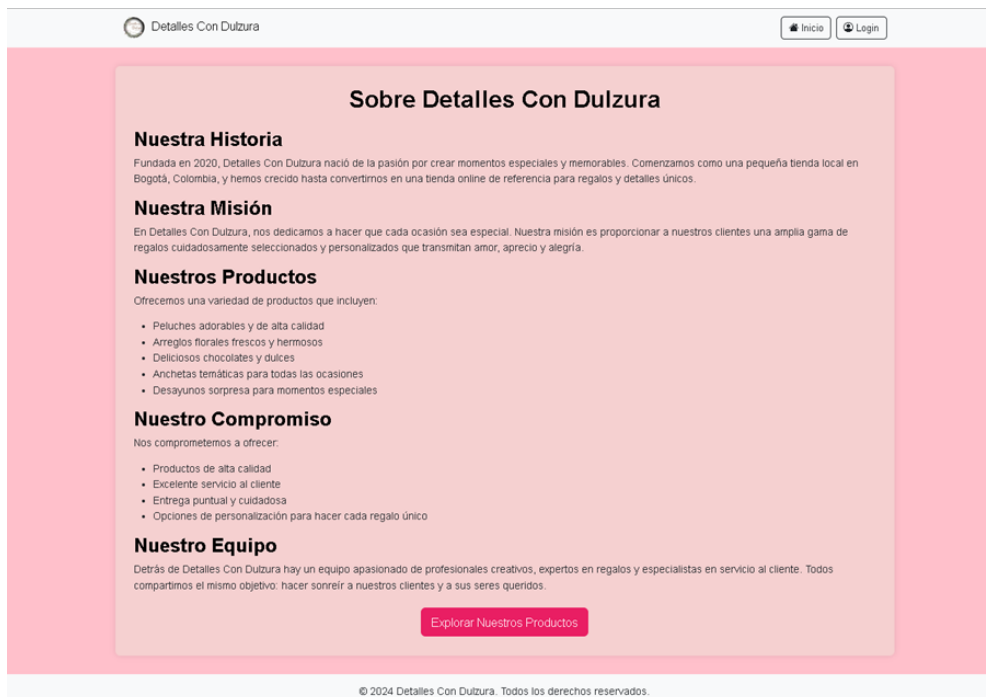 Detalles Con Dulzura
Inicio
Login
Sobre Detalles Con Dulzura
Nuestra Historia
Fundada en 2020, Detalles Con Dulzura nació de la pasión por crear momentos especiales y memorables. Comenzamos como una pequeña tienda local en
Bogotá, Colombia, y hemos crecido hasta convertirnos en una tienda online de referencia para regalos y detalles únicos.
Nuestra Misión
En Detalles Con Dulzura, nos dedicamos a hacer que cada ocasión sea especial. Nuestra misión es proporcionar a nuestros clientes una amplia gama de
regalos cuidadosamente seleccionados y personalizados que transmitan amor, aprecio y alegría.
Nuestros Productos
Ofrecemos una variedad de productos que incluyen:
• Peluches adorables y de alta calidad
• Arreglos florales frescos y hermosos
• Deliciosos chocolates y dulces
• Anchetas temáticas para todas las ocasiones
• Desayunos sorpresa para momentos especiales
Nuestro Compromiso
Nos comprometemos a ofrecer:
• Productos de alta calidad
• Excelente servicio al cliente
• Entrega puntual y cuidadosa
• Opciones de personalización para hacer cada regalo único
Nuestro Equipo
Detrás de Detalles Con Dulzura hay un equipo apasionado de profesionales creativos, expertos en regalos y especialistas en servicio al cliente. Todos
compartimos el mismo objetivo: hacer sonreír a nuestros clientes y a sus seres queridos.
Explorar Nuestros Productos
© 2024 Detalles Con Dulzura. Todos los derechos reservados.